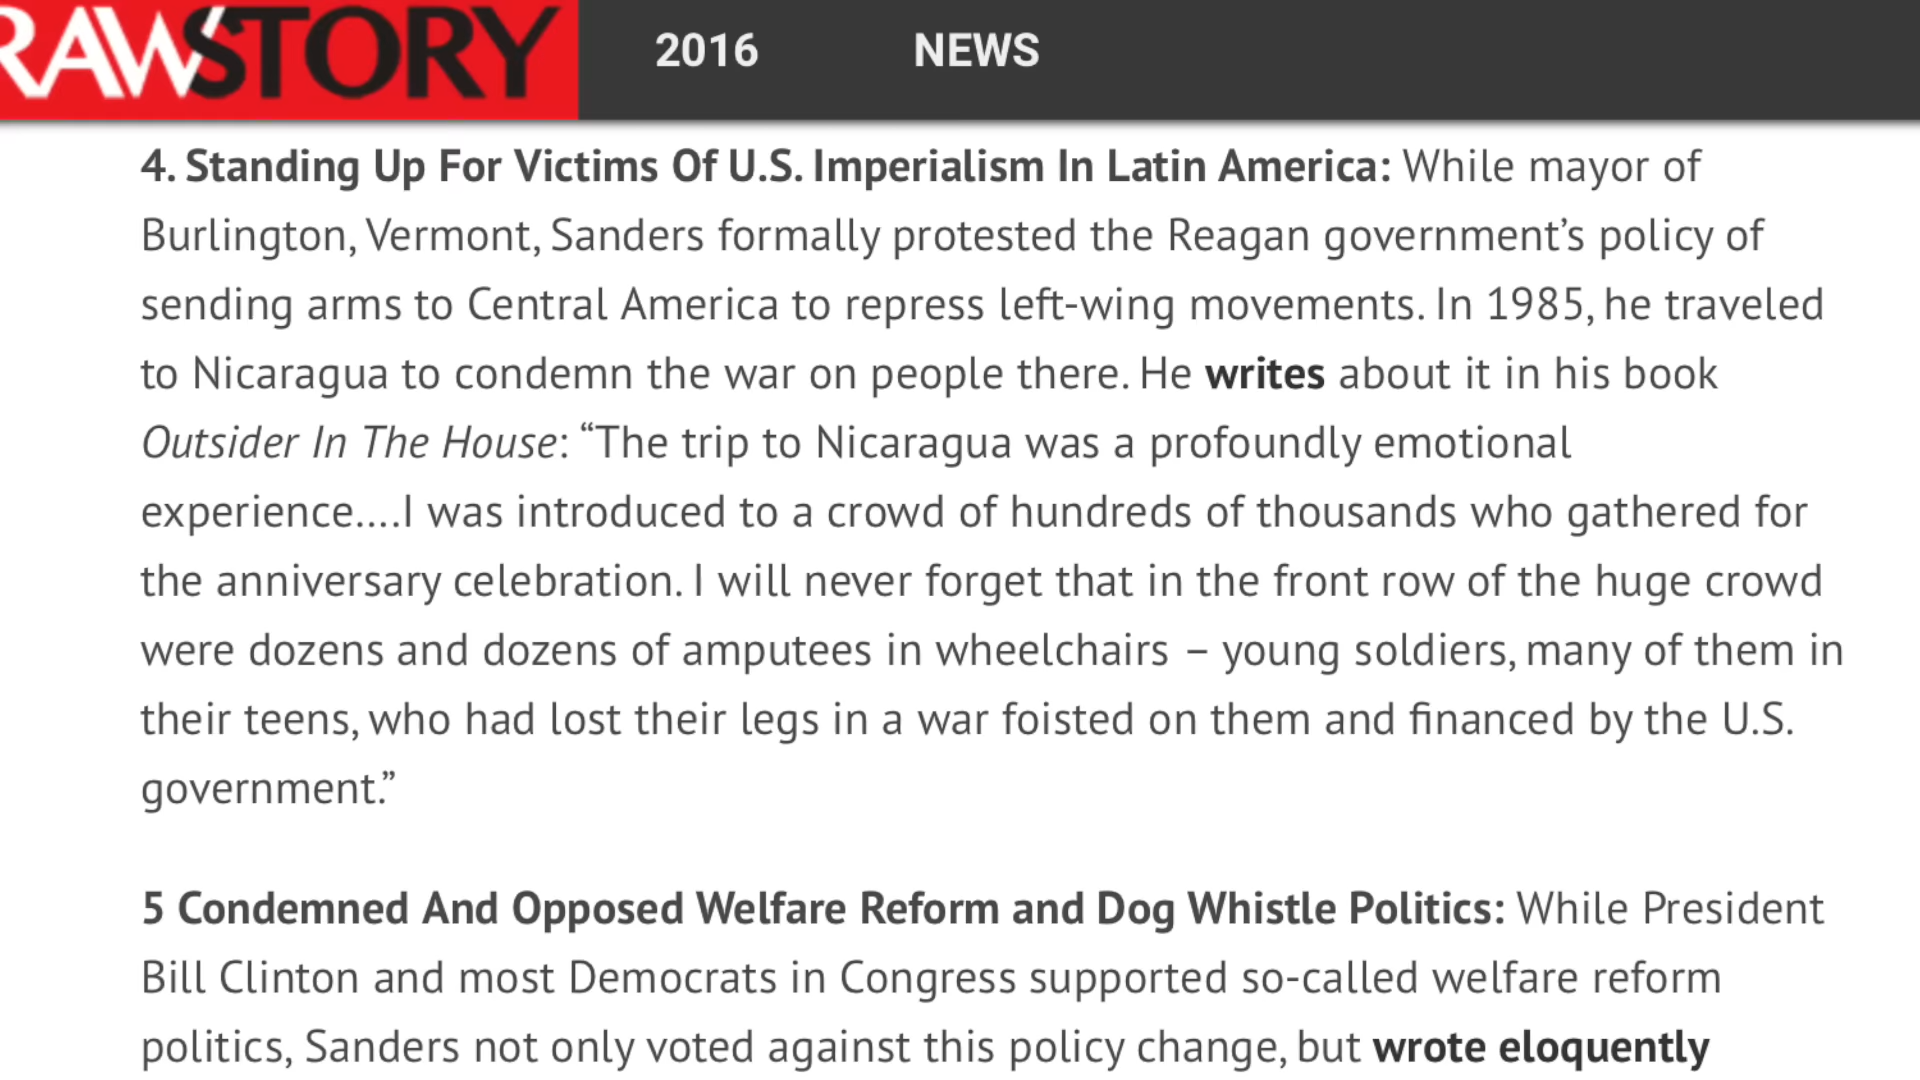 RAWSTORY 2016 NEWS
4. Standing Up For Victims Of U.S. Imperialism In Latin America: While mayor of
Burlington, Vermont, Sanders formally protested the Reagan government’s policy of
sending arms to Central America to repress left-wing movements. In 1985, he traveled
to Nicaragua to condemn the war on people there. He writes about it in his book
Outsider In The House: “The trip to Nicaragua was a profoundly emotional
experience....I was introduced to a crowd of hundreds of thousands who gathered for
the anniversary celebration. I will never forget that in the front row of the huge crowd
were dozens and dozens of amputees in wheelchairs – young soldiers, many of them in
their teens, who had lost their legs in a war foisted on them and financed by the U.S.
government.”
5 Condemned And Opposed Welfare Reform and Dog Whistle Politics: While President
Bill Clinton and most Democrats in Congress supported so-called welfare reform
politics, Sanders not only voted against this policy change, but wrote eloquently